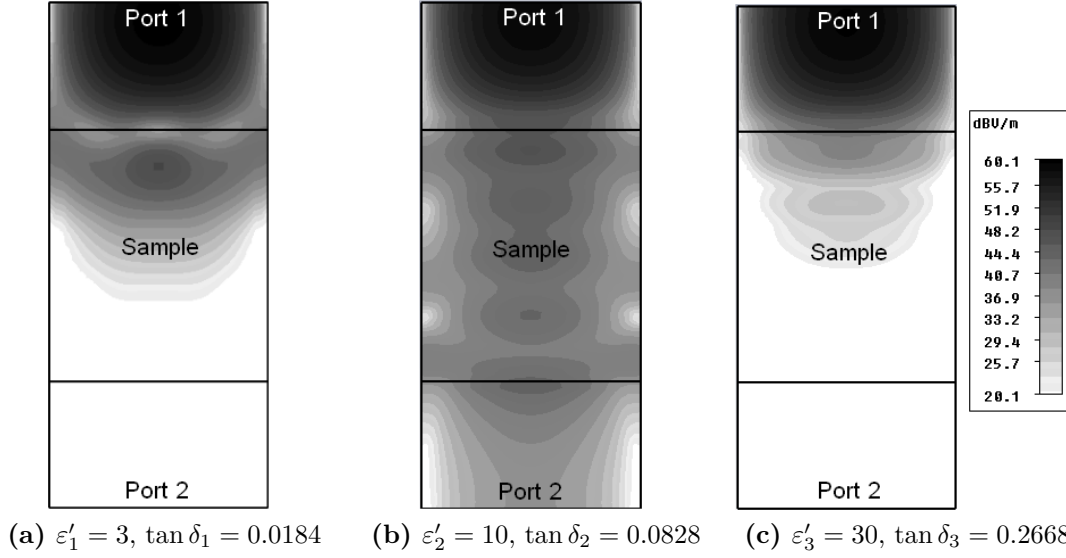 Port 1
Port 1
Port 1
Sample
Sample
Sample
Port 2
Port 2
Port 2
dBV/m
60.1
55.7
51.9
48.2
44.4
40.7
36.9
33.2
29.4
25.7
20.1
(a) ε′₁ = 3, tan δ₁ = 0.0184
(b) ε′₂ = 10, tan δ₂ = 0.0828
(c) ε′₃ = 30, tan δ₃ = 0.2668